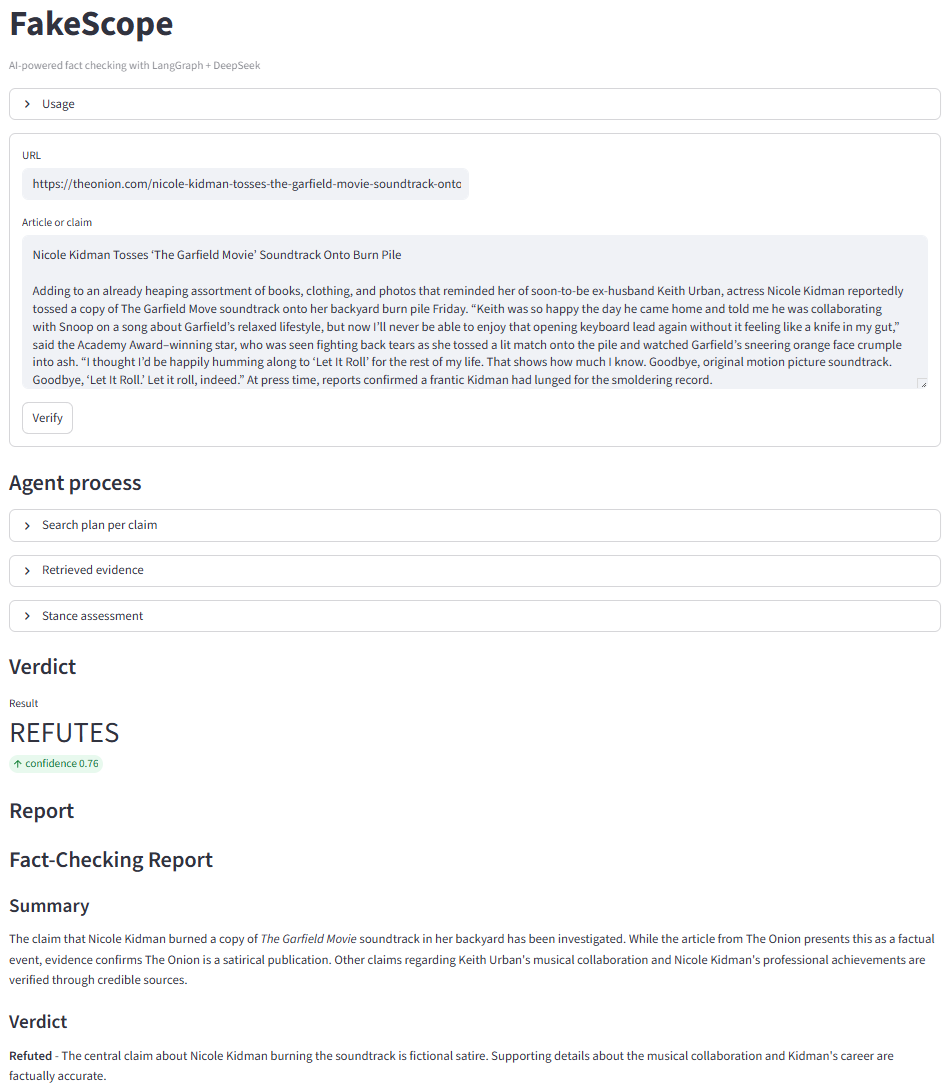 FakeScope
AI-powered fact checking with LangGraph + DeepSeek
Usage
URL
https://theonion.com/nicole-kidman-tosses-the-garfield-movie-soundtrack-onto
Article or claim
Nicole Kidman Tosses ‘The Garfield Movie’ Soundtrack Onto Burn Pile
Adding to an already heaping assortment of books, clothing, and photos that reminded her of soon-to-be ex-husband Keith Urban, actress Nicole Kidman reportedly
tossed a copy of The Garfield Move soundtrack onto her backyard burn pile Friday. “Keith was so happy the day he came home and told me he was collaborating
with Snoop on a song about Garfield’s relaxed lifestyle, but now I’ll never be able to enjoy that opening keyboard lead again without it feeling like a knife in my gut,”
said the Academy Award–winning star, who was seen fighting back tears as she tossed a lit match onto the pile and watched Garfield’s sneering orange face crumple
into ash. “I thought I’d be happily humming along to ‘Let It Roll’ for the rest of my life. That shows how much I know. Goodbye, original motion picture soundtrack.
Goodbye, ‘Let It Roll.’ Let it roll, indeed.” At press time, reports confirmed a frantic Kidman had lunged for the smoldering record.
Verify
Agent process
Search plan per claim
Retrieved evidence
Stance assessment
Verdict
Result
REFUTES
↑ confidence 0.76
Report
Fact-Checking Report
Summary
The claim that Nicole Kidman burned a copy of The Garfield Movie soundtrack in her backyard has been investigated. While the article from The Onion presents this as a factual
event, evidence confirms The Onion is a satirical publication. Other claims regarding Keith Urban's musical collaboration and Nicole Kidman's professional achievements are
verified through credible sources.
Verdict
Refuted - The central claim about Nicole Kidman burning the soundtrack is fictional satire. Supporting details about the musical collaboration and Kidman's career are
factually accurate.